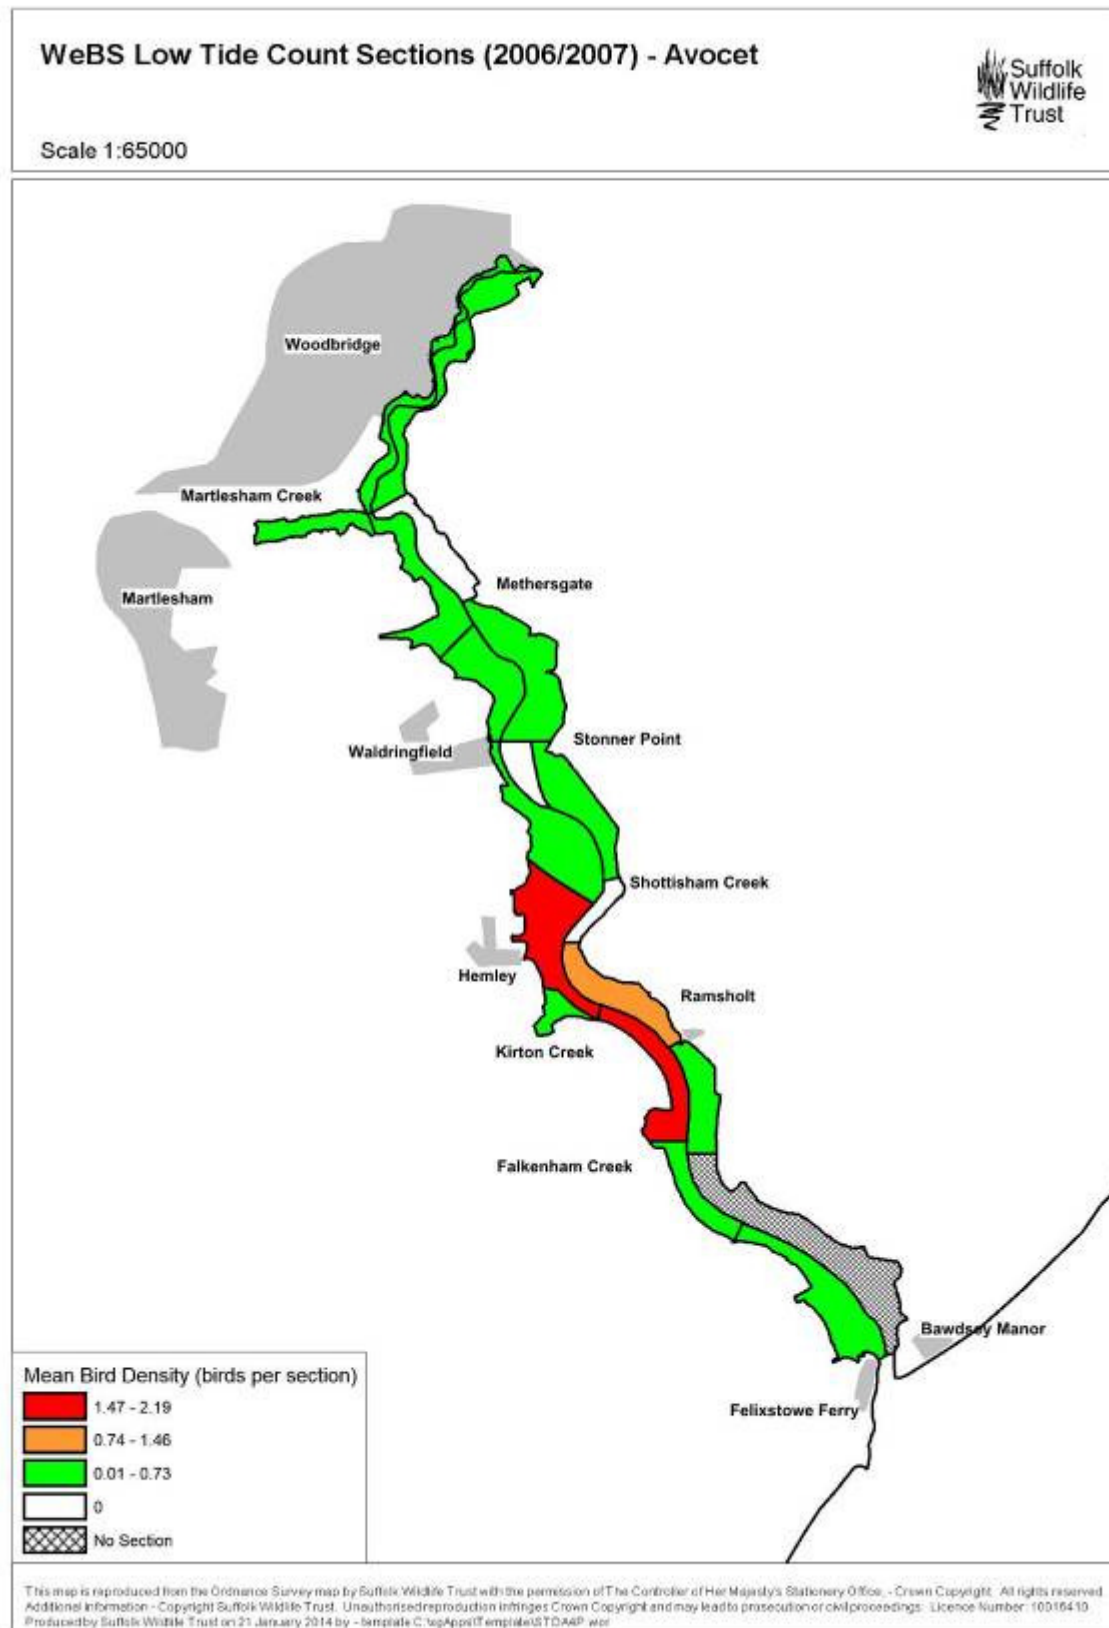 WeBS Low Tide Count Sections (2006/2007) - Avocet
Suffolk
Wildlife
Trust
Scale 1:65000
Woodbridge
Martlesham Creek
Methersgate
Martlesham
Stonner Point
Waldringfield
Shottisham Creek
Hemley
Ramsholt
Kirton Creek
Falkenham Creek
Bawdsey Manor
Felixstowe Ferry
Mean Bird Density (birds per section)
1.47 - 2.19
0.74 - 1.46
0.01 - 0.73
0
No Section
This map is reproduced from the Ordnance Survey map by Suffolk Wildlife Trust with the permission of The Controller of Her Majesty's Stationery Office, - Crown Copyright. All rights reserved.
Additional information - Copyright Suffolk Wildlife Trust. Unauthorised reproduction infringes Crown Copyright and may lead to prosecution or civil proceedings. Licence Number: 10016410
Produced by Suffolk Wildlife Trust on 21 January 2014 by - template